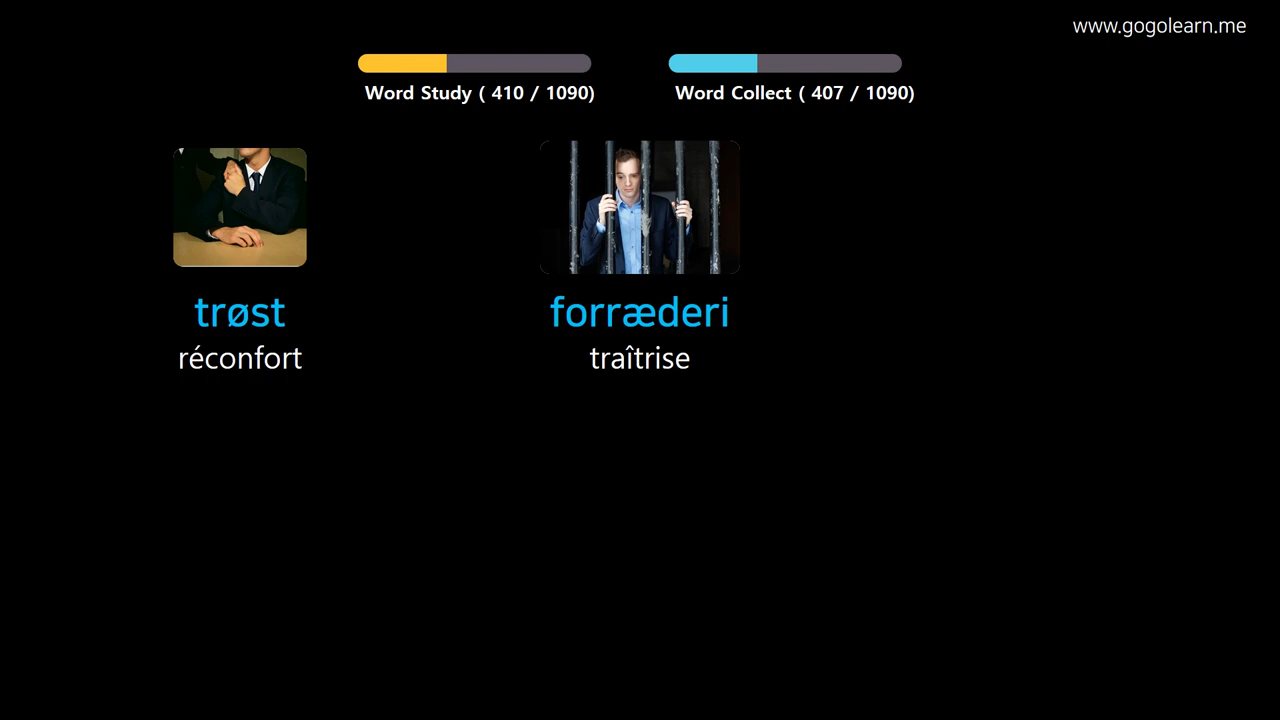 www.gogolearn.me
Word Study ( 410 / 1090)
Word Collect ( 407 / 1090)
trøst
réconfort
forræderi
traîtrise